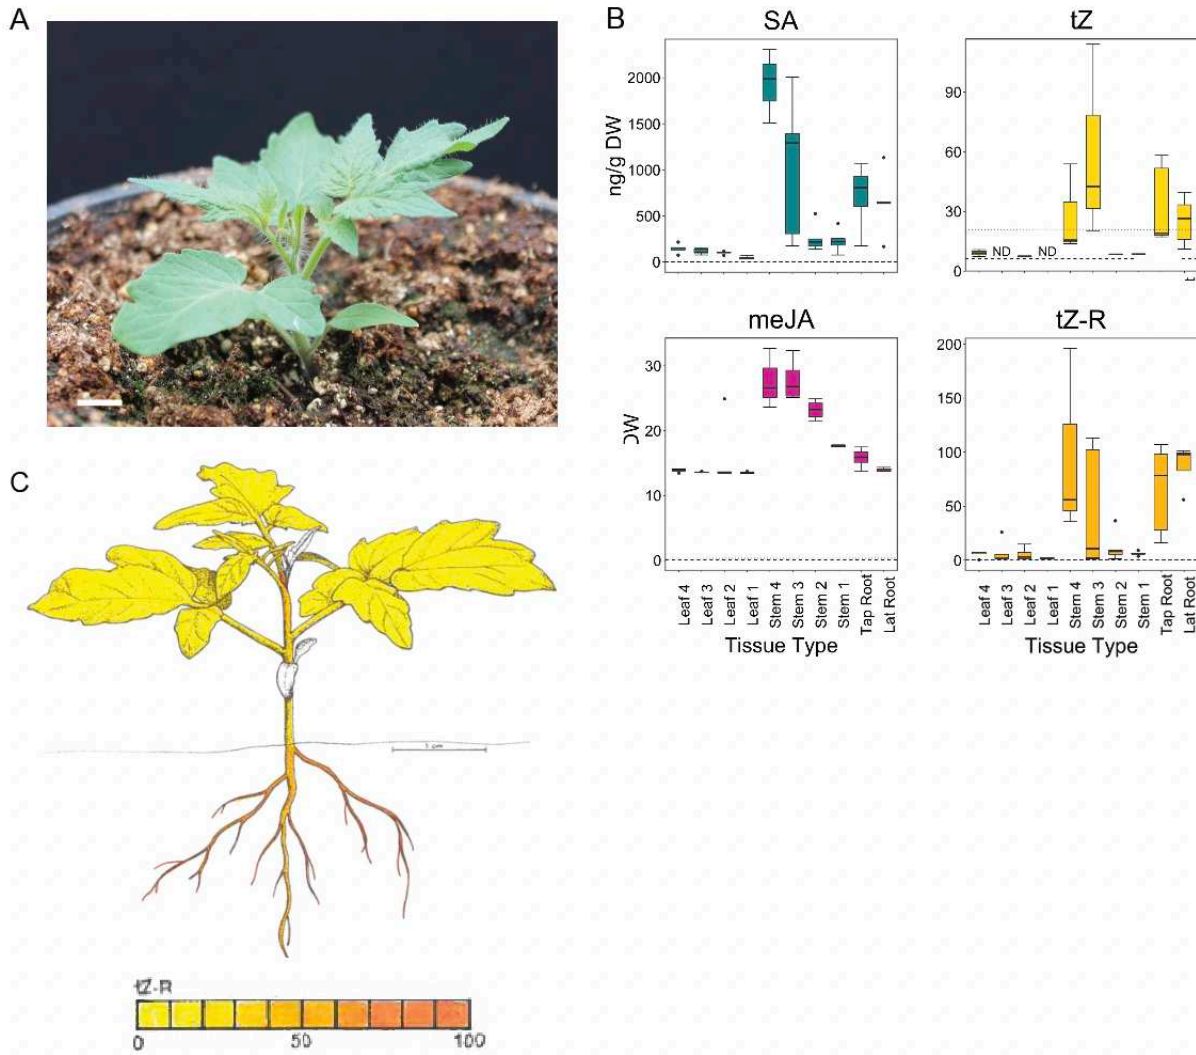 A
B
SA
ng/g DW
2000
1500
1000
500
0
tZ
90
60
30
0
ND
ND
meJA
DW
30
20
10
0
Leaf 4
Leaf 3
Leaf 2
Leaf 1
Stem 4
Stem 3
Stem 2
Stem 1
Tap Root
Lat Root
Tissue Type
tZ-R
200
150
100
50
0
Leaf 4
Leaf 3
Leaf 2
Leaf 1
Stem 4
Stem 3
Stem 2
Stem 1
Tap Root
Lat Root
Tissue Type
C
1 cm
tZ-R
0
50
100